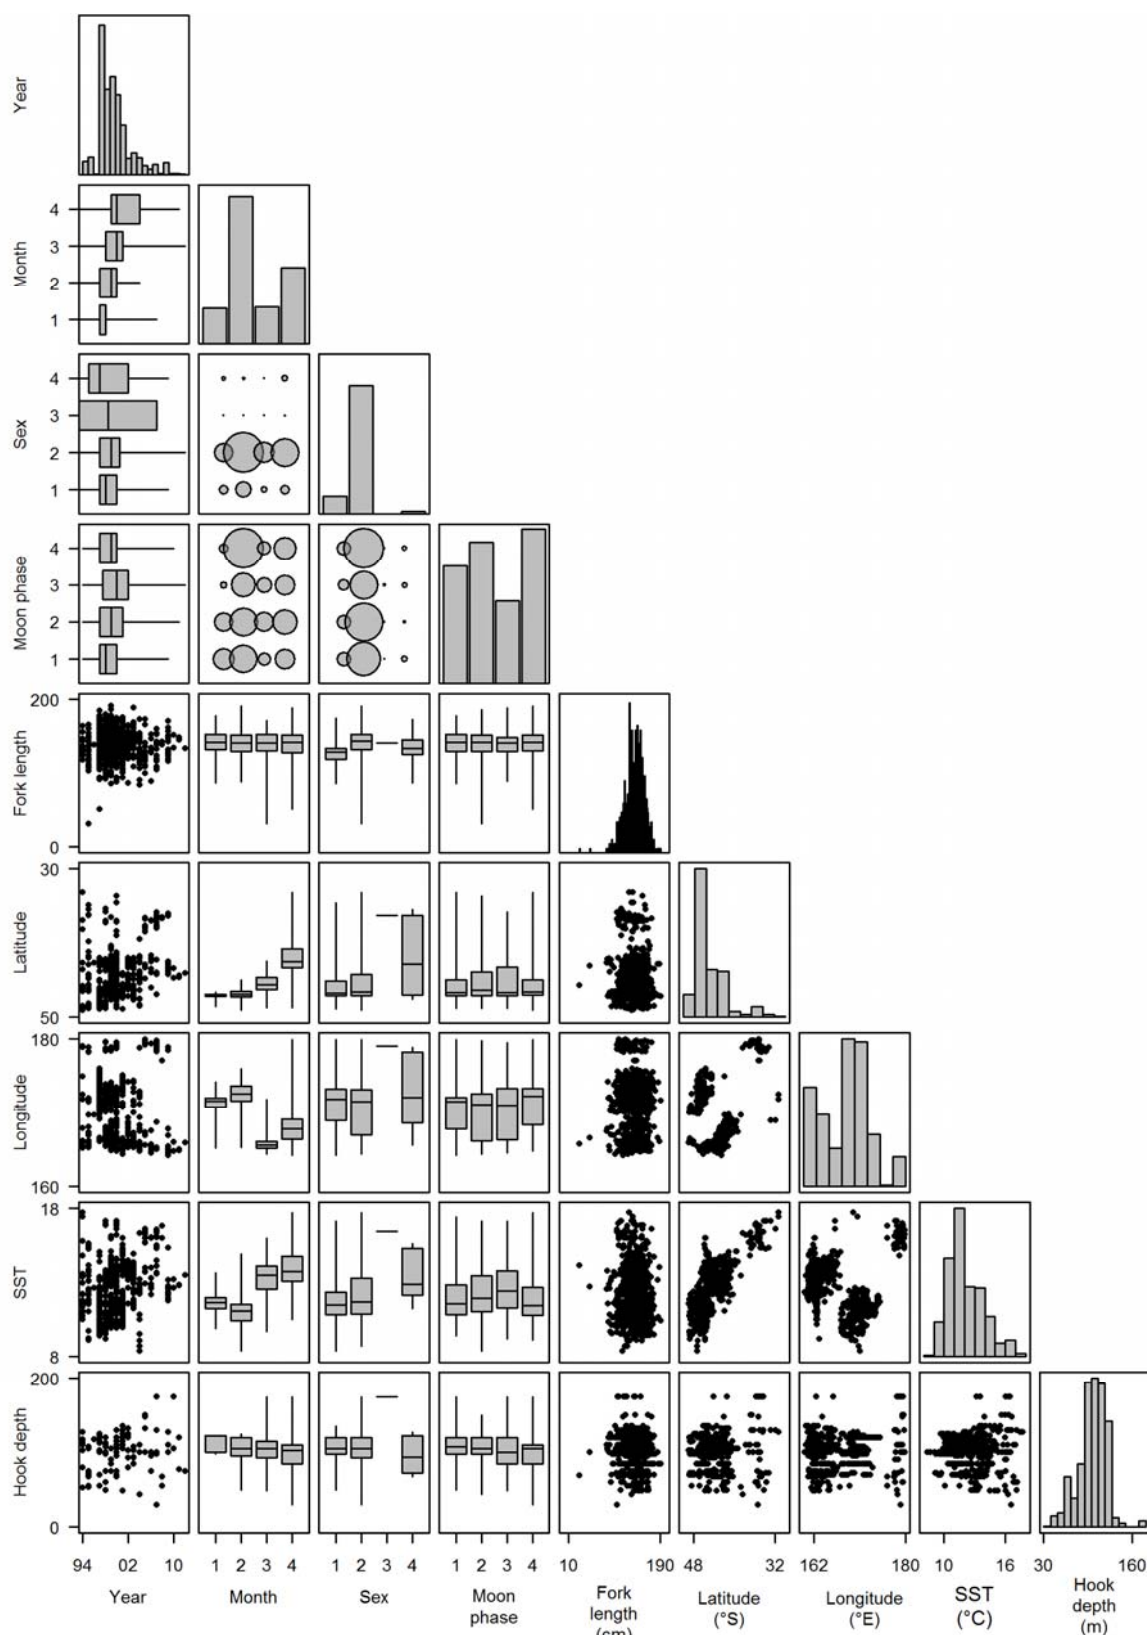 Year
4
3
2
1
Month
4
3
2
1
Sex
4
3
2
1
Moon phase
200
0
Fork length
30
50
Latitude
180
160
Longitude
18
8
SST
200
0
Hook depth
94 02 10 1 2 3 4 1 2 3 4 1 2 3 4 10 190 48 32 162 180 10 16 30 160
Year Month Sex Moon phase Fork length (cm) Latitude (°S) Longitude (°E) SST (°C) Hook depth (m)